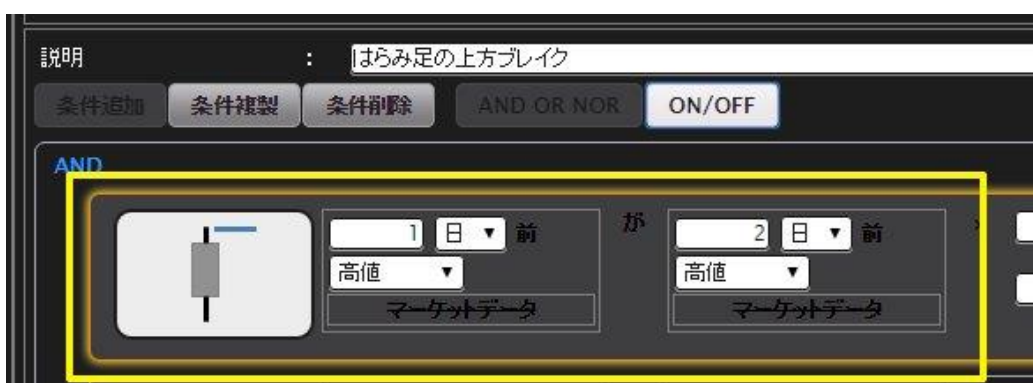 説明 : はらみ足の上方ブレイク
条件追加 条件複製 条件削除 AND OR NOR ON/OFF
AND
1 日 ▼ 前 が 2 日 ▼ 前
高値 ▼ 高値 ▼
マーケットデータ マーケットデータ